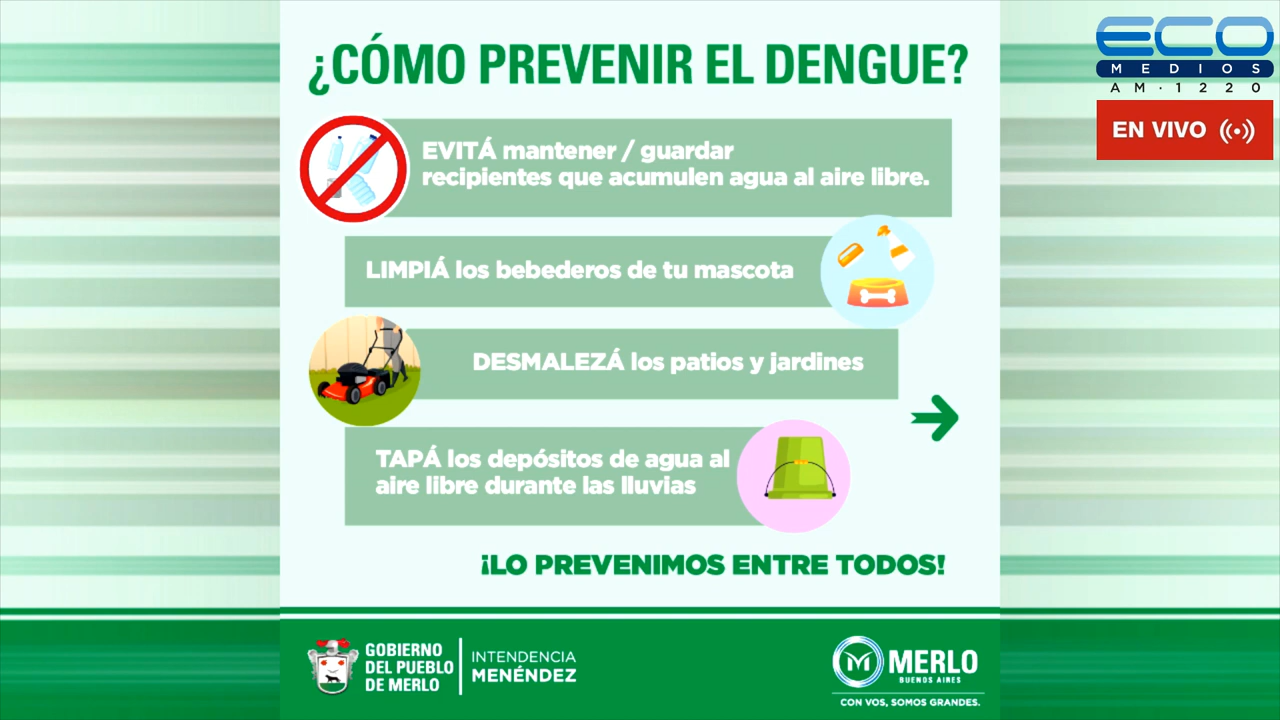 ¿CÓMO PREVENIR EL DENGUE?
ECO
MEDIOS
AM·1220
EN VIVO
EVITÁ mantener / guardar
recipientes que acumulen agua al aire libre.
LIMPIÁ los bebederos de tu mascota
DESMALEZÁ los patios y jardines
TAPÁ los depósitos de agua al
aire libre durante las lluvias
¡LO PREVENIMOS ENTRE TODOS!
GOBIERNO
DEL PUEBLO
DE MERLO
INTENDENCIA
MENÉNDEZ
MERLO
BUENOS AIRES
CON VOS, SOMOS GRANDES.